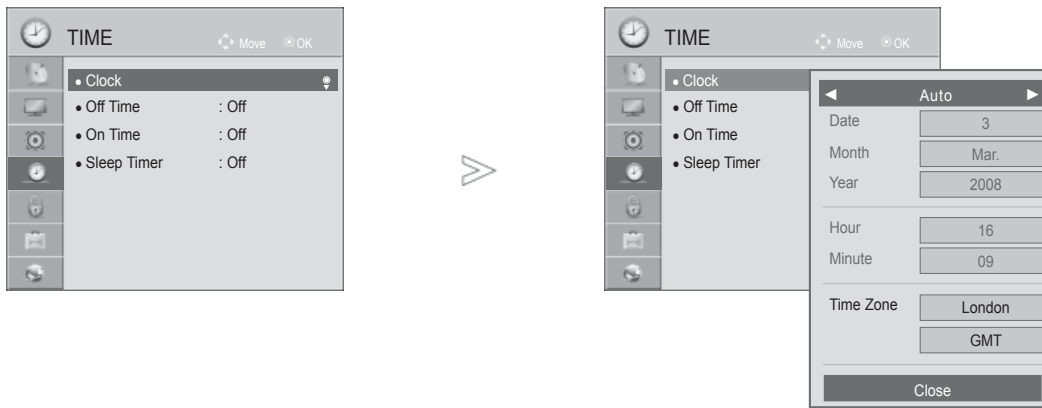 TIME
Move OK
• Clock
• Off Time : Off
• On Time : Off
• Sleep Timer : Off
TIME
Move OK
• Clock
• Off Time
• On Time
• Sleep Timer
Auto
Date 3
Month Mar.
Year 2008
Hour 16
Minute 09
Time Zone London
GMT
Close